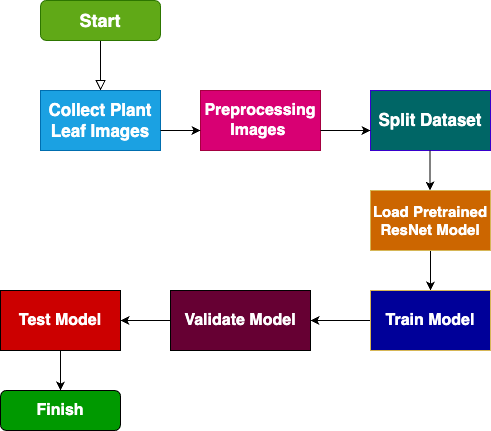 Start
Collect Plant
Leaf Images
Preprocessing
Images
Split Dataset
Load Pretrained
ResNet Model
Train Model
Validate Model
Test Model
Finish